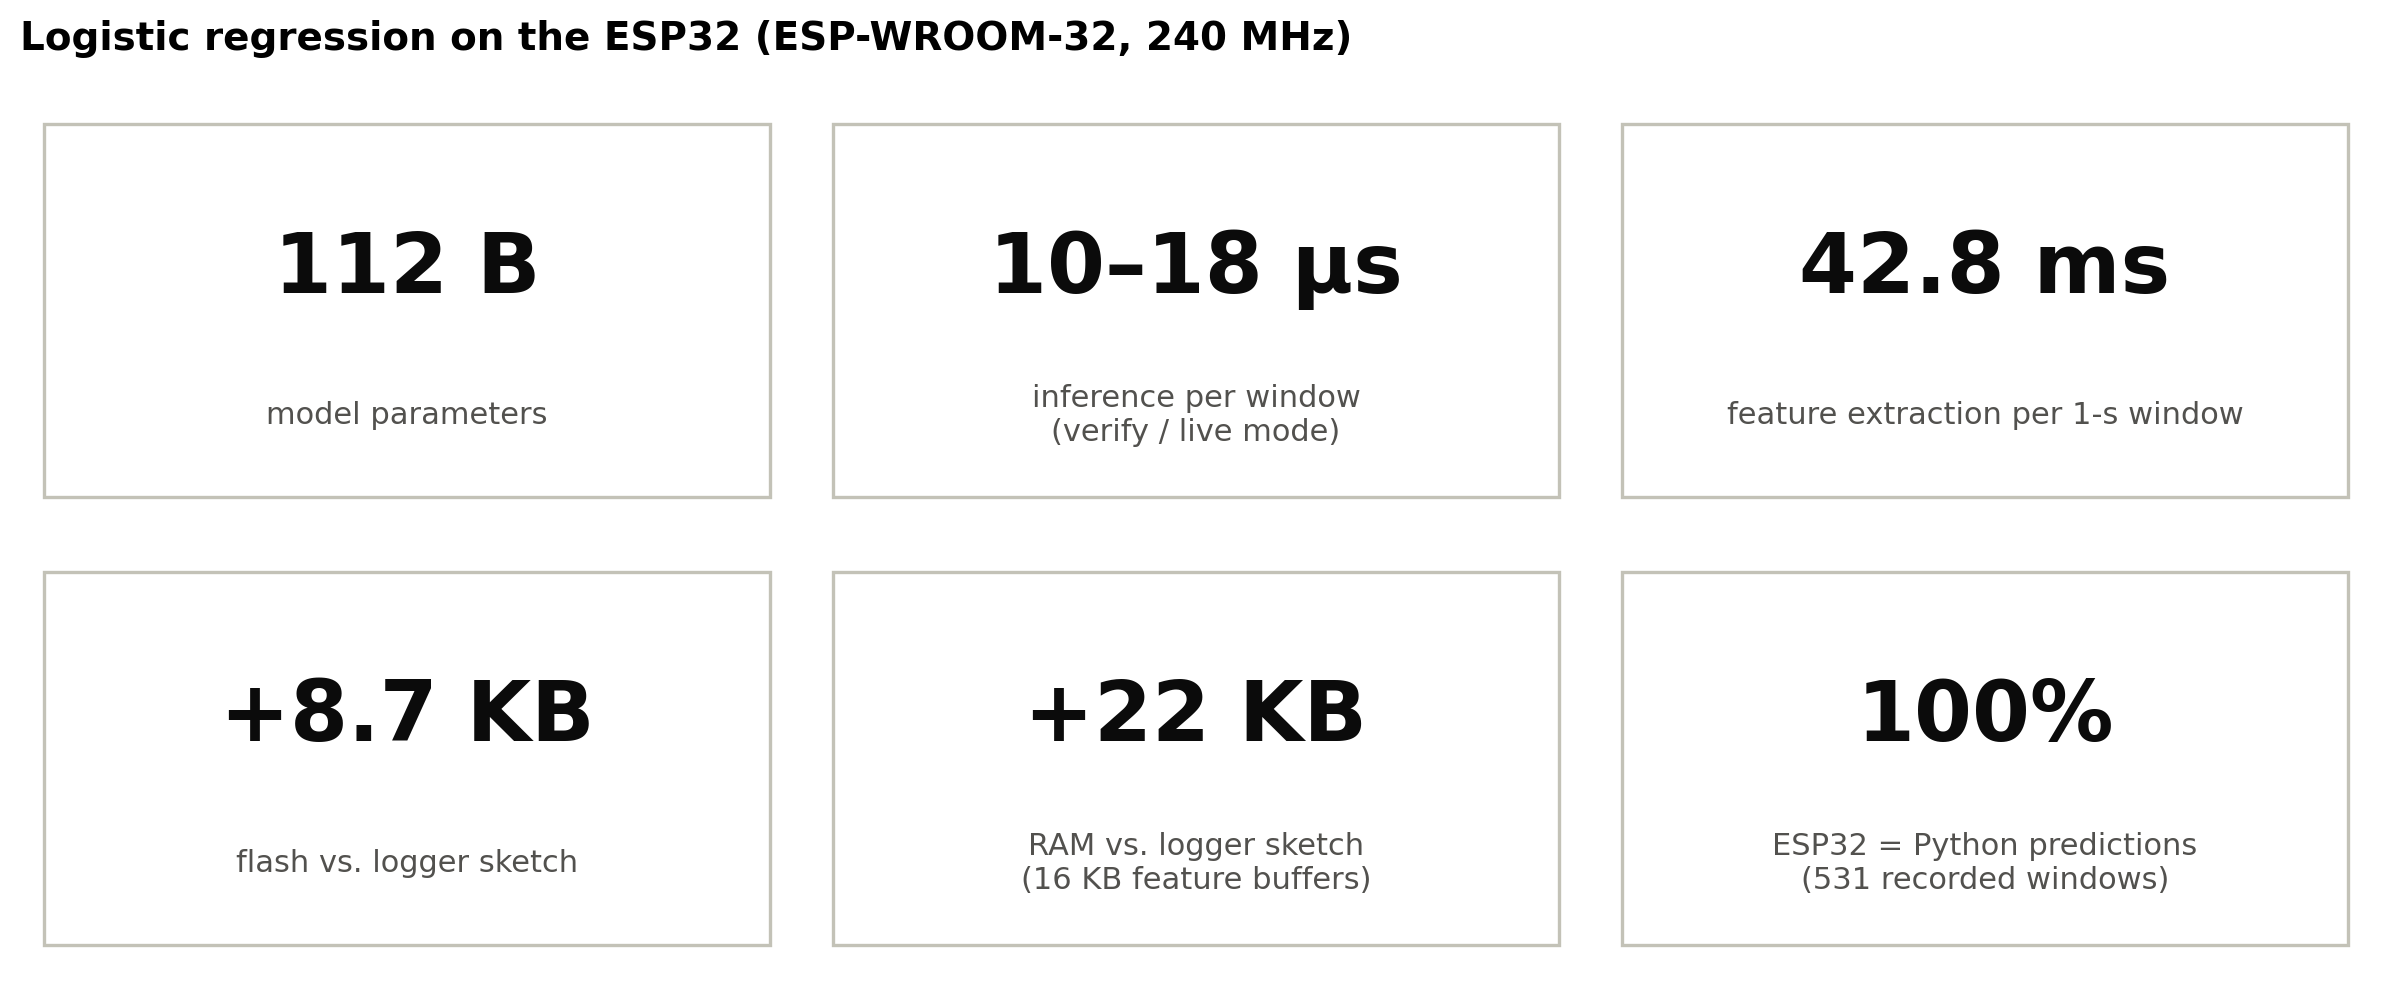 Logistic regression on the ESP32 (ESP-WROOM-32, 240 MHz)
112 B
model parameters
10–18 µs
inference per window
(verify / live mode)
42.8 ms
feature extraction per 1-s window
+8.7 KB
flash vs. logger sketch
+22 KB
RAM vs. logger sketch
(16 KB feature buffers)
100%
ESP32 = Python predictions
(531 recorded windows)